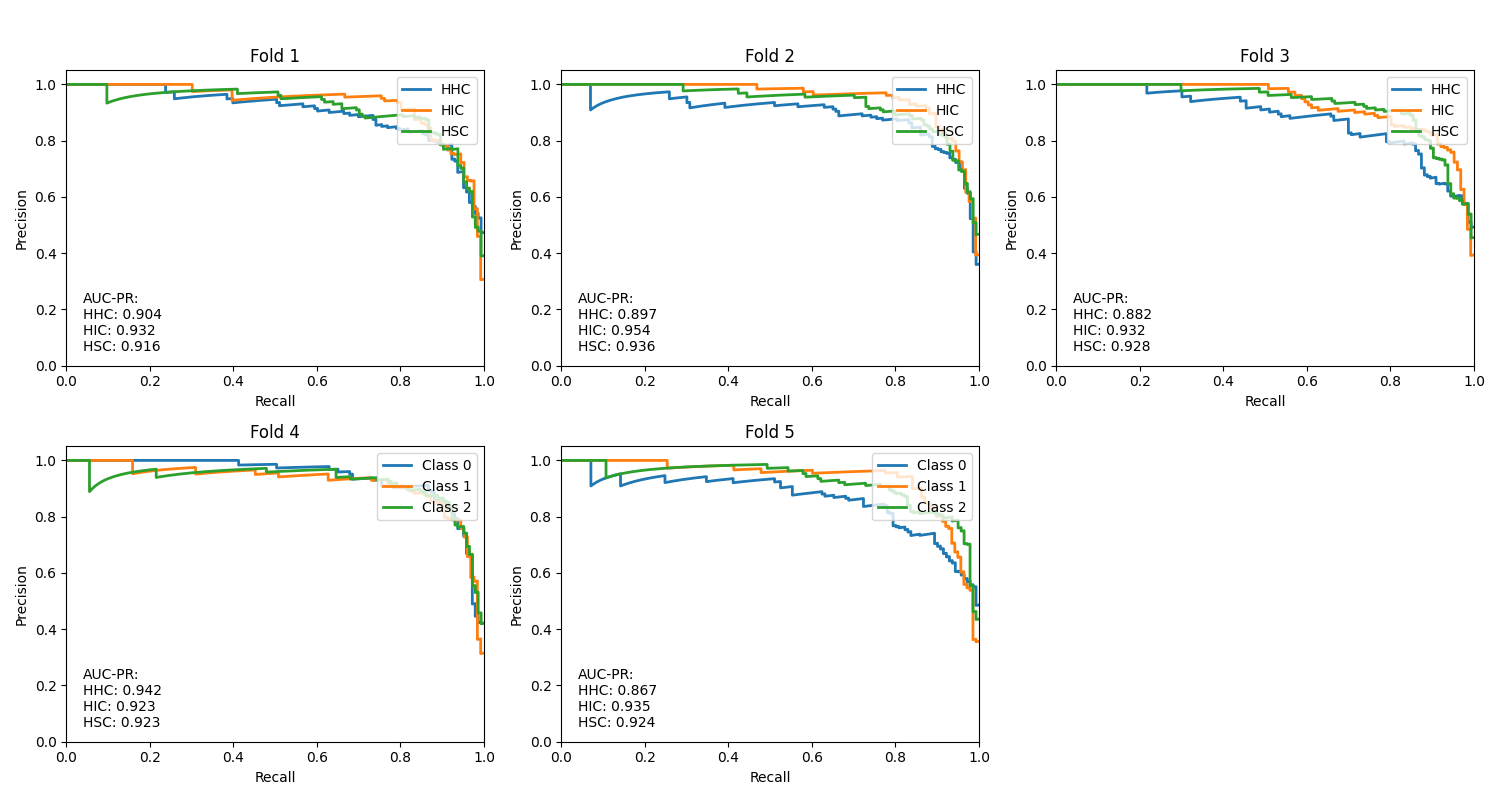 Fold 1
1.0
0.8
0.6
0.4
0.2
0.0
Precision
HHC
HIC
HSC
AUC-PR:
HHC: 0.904
HIC: 0.932
HSC: 0.916
0.0 0.2 0.4 0.6 0.8 1.0
Recall
Fold 2
1.0
0.8
0.6
0.4
0.2
0.0
Precision
HHC
HIC
HSC
AUC-PR:
HHC: 0.897
HIC: 0.954
HSC: 0.936
0.0 0.2 0.4 0.6 0.8 1.0
Recall
Fold 3
1.0
0.8
0.6
0.4
0.2
0.0
Precision
HHC
HIC
HSC
AUC-PR:
HHC: 0.882
HIC: 0.932
HSC: 0.928
0.0 0.2 0.4 0.6 0.8 1.0
Recall
Fold 4
1.0
0.8
0.6
0.4
0.2
0.0
Precision
Class 0
Class 1
Class 2
AUC-PR:
HHC: 0.942
HIC: 0.923
HSC: 0.923
0.0 0.2 0.4 0.6 0.8 1.0
Recall
Fold 5
1.0
0.8
0.6
0.4
0.2
0.0
Precision
Class 0
Class 1
Class 2
AUC-PR:
HHC: 0.867
HIC: 0.935
HSC: 0.924
0.0 0.2 0.4 0.6 0.8 1.0
Recall